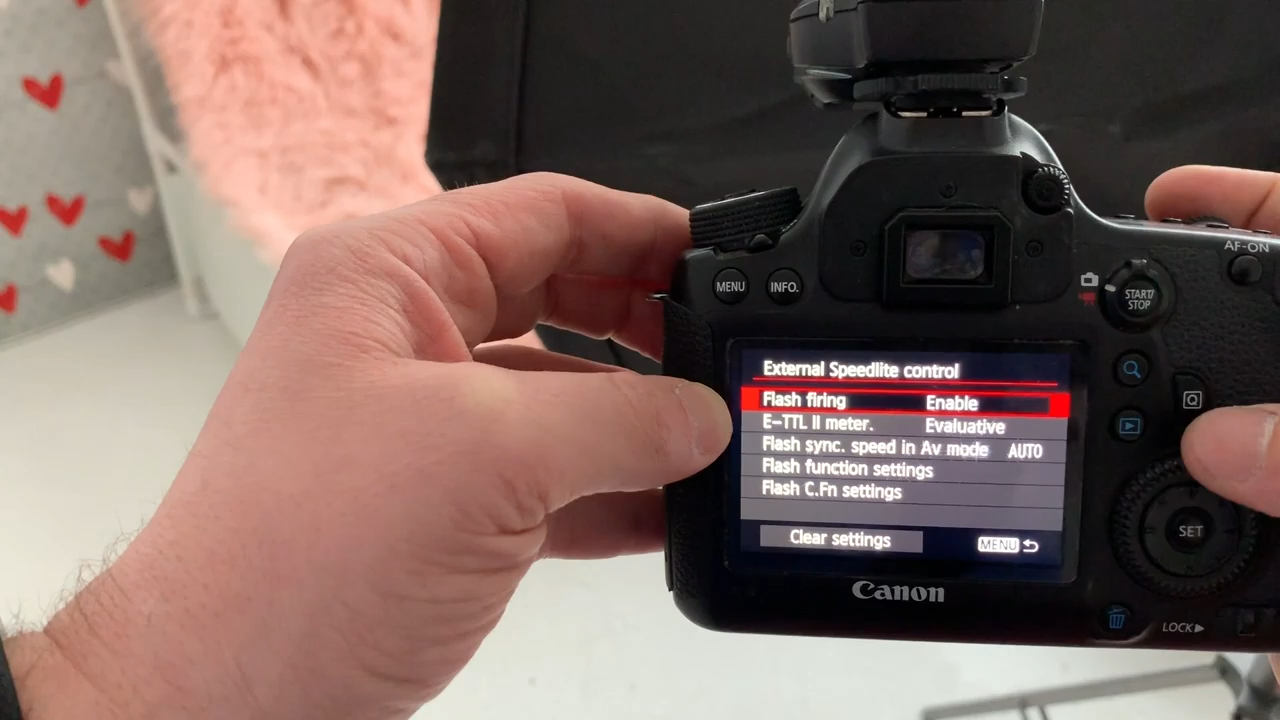 AF-ON
MENU
INFO.
START/
STOP
External Speedlite control
Flash firing Enable
E-TTL II meter. Evaluative
Flash sync. speed in Av mode AUTO
Flash function settings
Flash C.Fn settings
Clear settings
MENU
Q
SET
Canon
LOCK